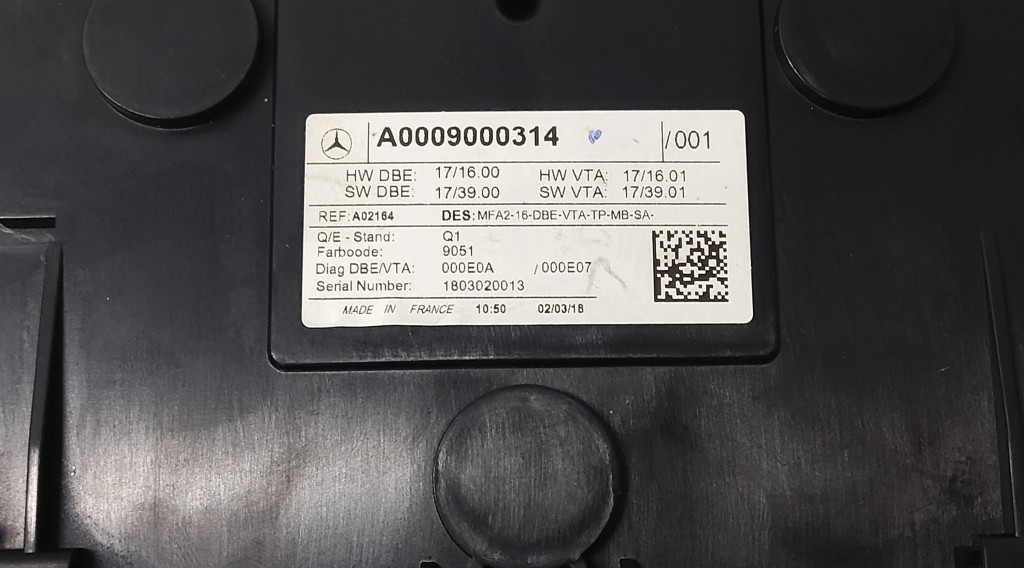 A0009000314 /001
HW DBE: 17/16.00 HW VTA: 17/16.01
SW DBE: 17/39.00 SW VTA: 17/39.01
REF: A02164 DES: MFA2-16-DBE-VTA-TP-MB-SA-
Q/E - Stand: Q1
Farbcode: 9051
Diag DBE/VTA: 000E0A /000E07
Serial Number: 1803020013
MADE IN FRANCE 10:50 02/03/18